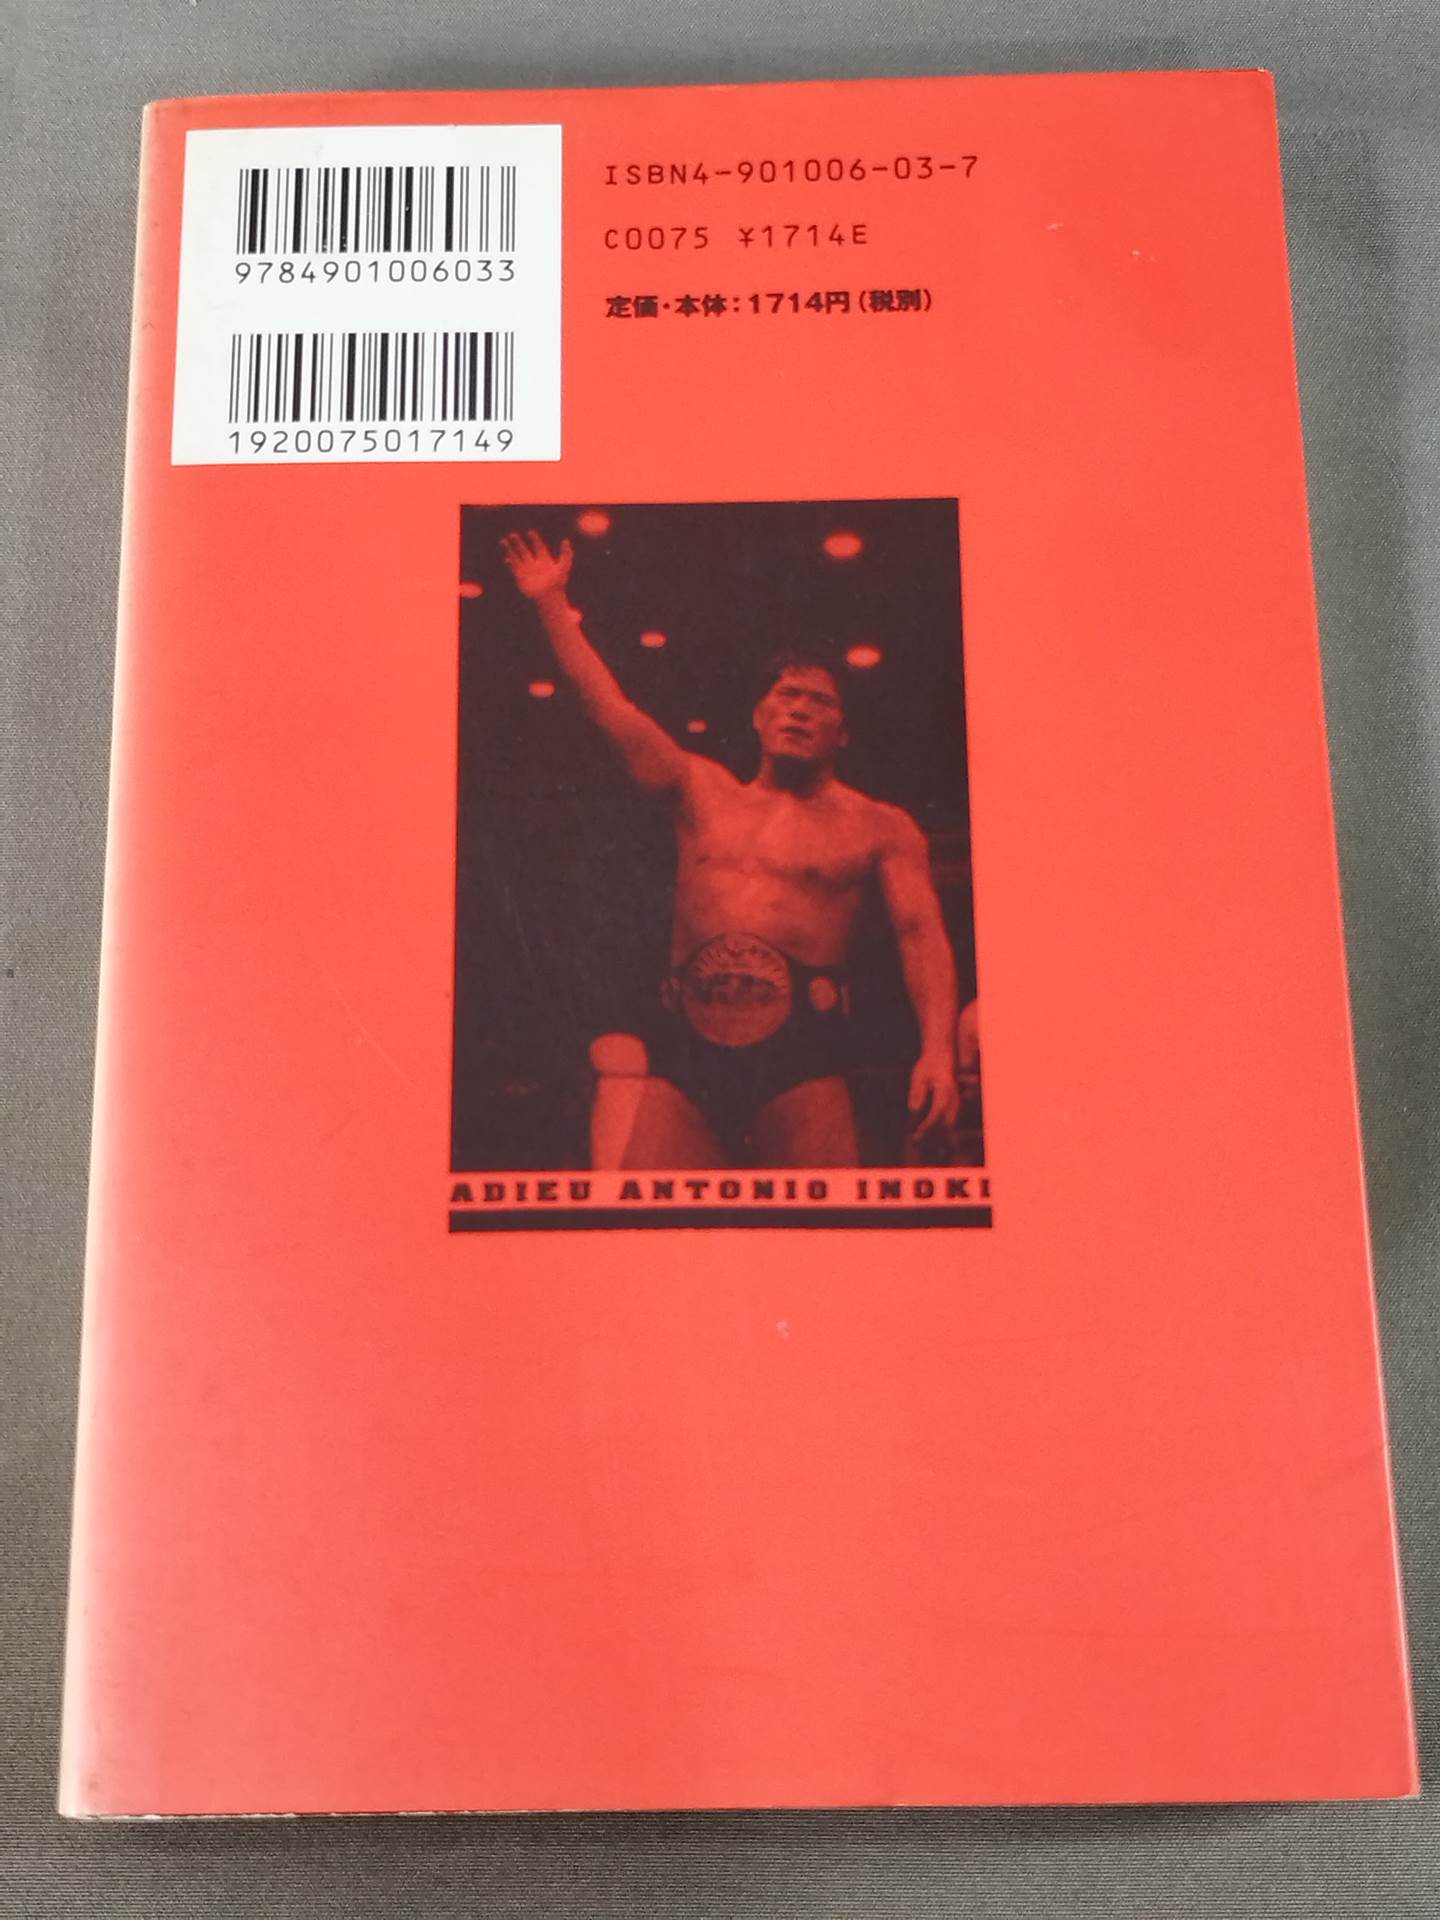 9784901006033
1920075017149
ISBN4-901006-03-7
C0075 ¥1714E
定価・本体：1714円（税別）
ADIEU ANTONIO INOKI